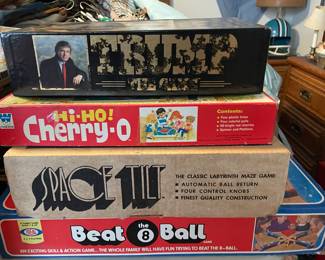 TRUMP
THE GAME
Hi-HO!
Cherry-O
Contents:
SPACE TILT
THE CLASSIC LABYRINTH MAZE GAME
AUTOMATIC BALL RETURN
FOUR CONTROL KNOBS
FINEST QUALITY CONSTRUCTION
Beat the 8 Ball
AN EXCITING SKILL & ACTION GAME... THE WHOLE FAMILY WILL HAVE FUN TRYING TO BEAT THE 8-BALL.
IDEAL